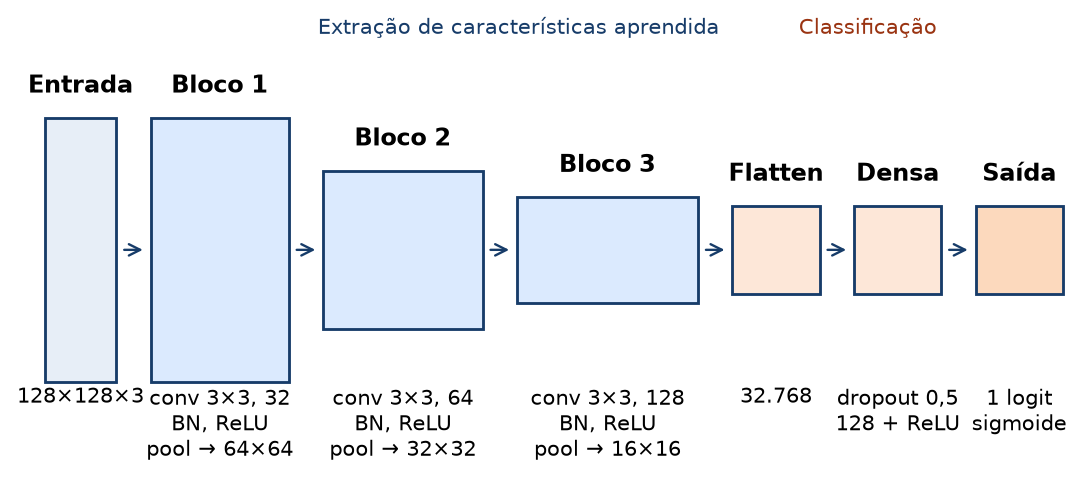 Extração de características aprendida
Classificação
Entrada
128×128×3
Bloco 1
conv 3×3, 32
BN, ReLU
pool → 64×64
Bloco 2
conv 3×3, 64
BN, ReLU
pool → 32×32
Bloco 3
conv 3×3, 128
BN, ReLU
pool → 16×16
Flatten
32.768
Densa
dropout 0,5
128 + ReLU
Saída
1 logit
sigmoide